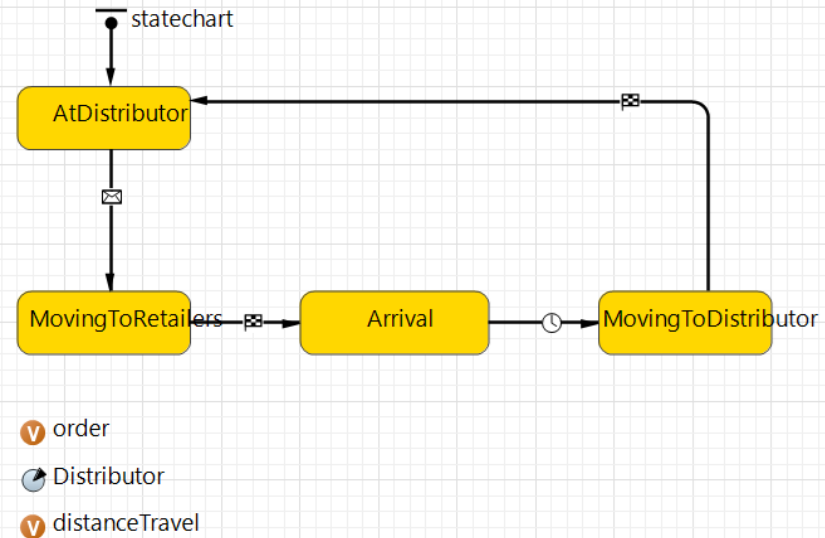 statechart
AtDistributor
MovingToRetailers
Arrival
MovingToDistributor
V order
Distributor
V distanceTravel